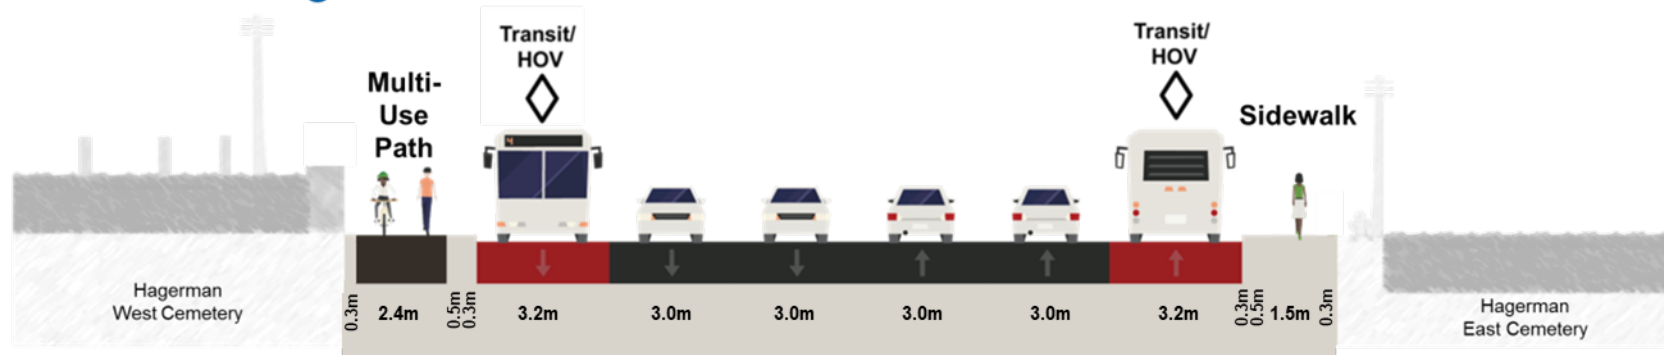 Transit/
HOV
Transit/
HOV
Multi-
Use
Path
Sidewalk
4
Hagerman
West Cemetery
0.3m
2.4m
0.5m
0.3m
3.2m
3.0m
3.0m
3.0m
3.0m
3.2m
0.3m
0.5m
1.5m
0.3m
Hagerman
East Cemetery